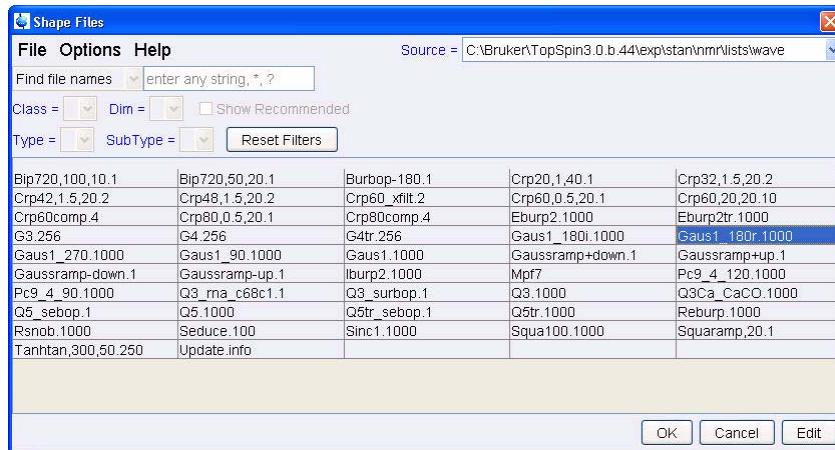 Shape Files
File Options Help Source = C:\Bruker\TopSpin3.0.b.44\exp\stan\nmr\lists\wave
Find file names enter any string, *, ?
Class = Dim = Show Recommended
Type = SubType = Reset Filters
Bip720,100,10.1 Bip720,50,20.1 Burbop-180.1 Crp20,1,40.1 Crp32,1.5,20.2
Crp42,1.5,20.2 Crp48,1.5,20.2 Crp60_xfilt.2 Crp60,0.5,20.1 Crp60,20,20.10
Crp60comp.4 Crp80,0.5,20.1 Crp80comp.4 Eburp2.1000 Eburp2tr.1000
G3.256 G4.256 G4tr.256 Gaus1_180i.1000 Gaus1_180r.1000
Gaus1_270.1000 Gaus1_90.1000 Gaus1.1000 Gaussramp+down.1 Gaussramp+up.1
Gaussramp-down.1 Gaussramp-up.1 Iburp2.1000 Mpf7 Pc9_4_120.1000
Pc9_4_90.1000 Q3_rna_c68c1.1 Q3_surbop.1 Q3.1000 Q3Ca_CaCO.1000
Q5_sebop.1 Q5.1000 Q5tr_sebop.1 Q5tr.1000 Reburp.1000
Rsnob.1000 Seduce.100 Sinc1.1000 Squa100.1000 Squaramp,20.1
Tanhtan,300,50.250 Update.info
OK Cancel Edit